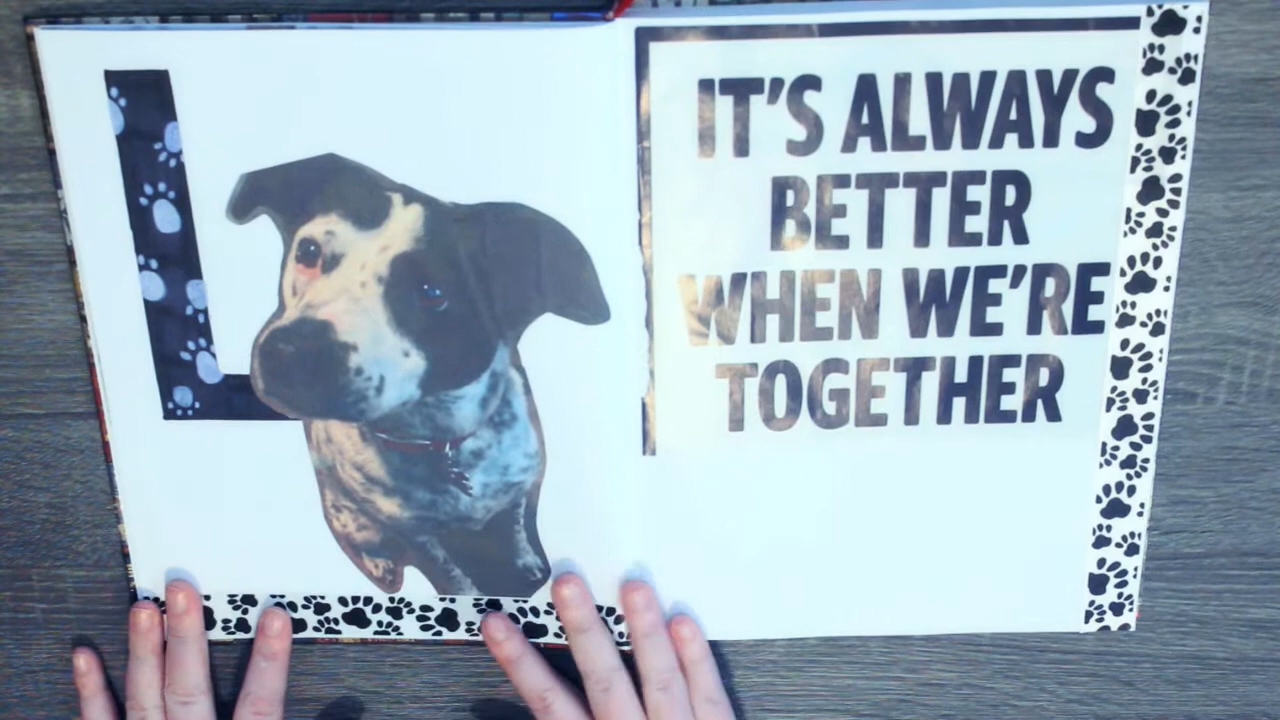 L
IT'S ALWAYS
BETTER
WHEN WE'RE
TOGETHER